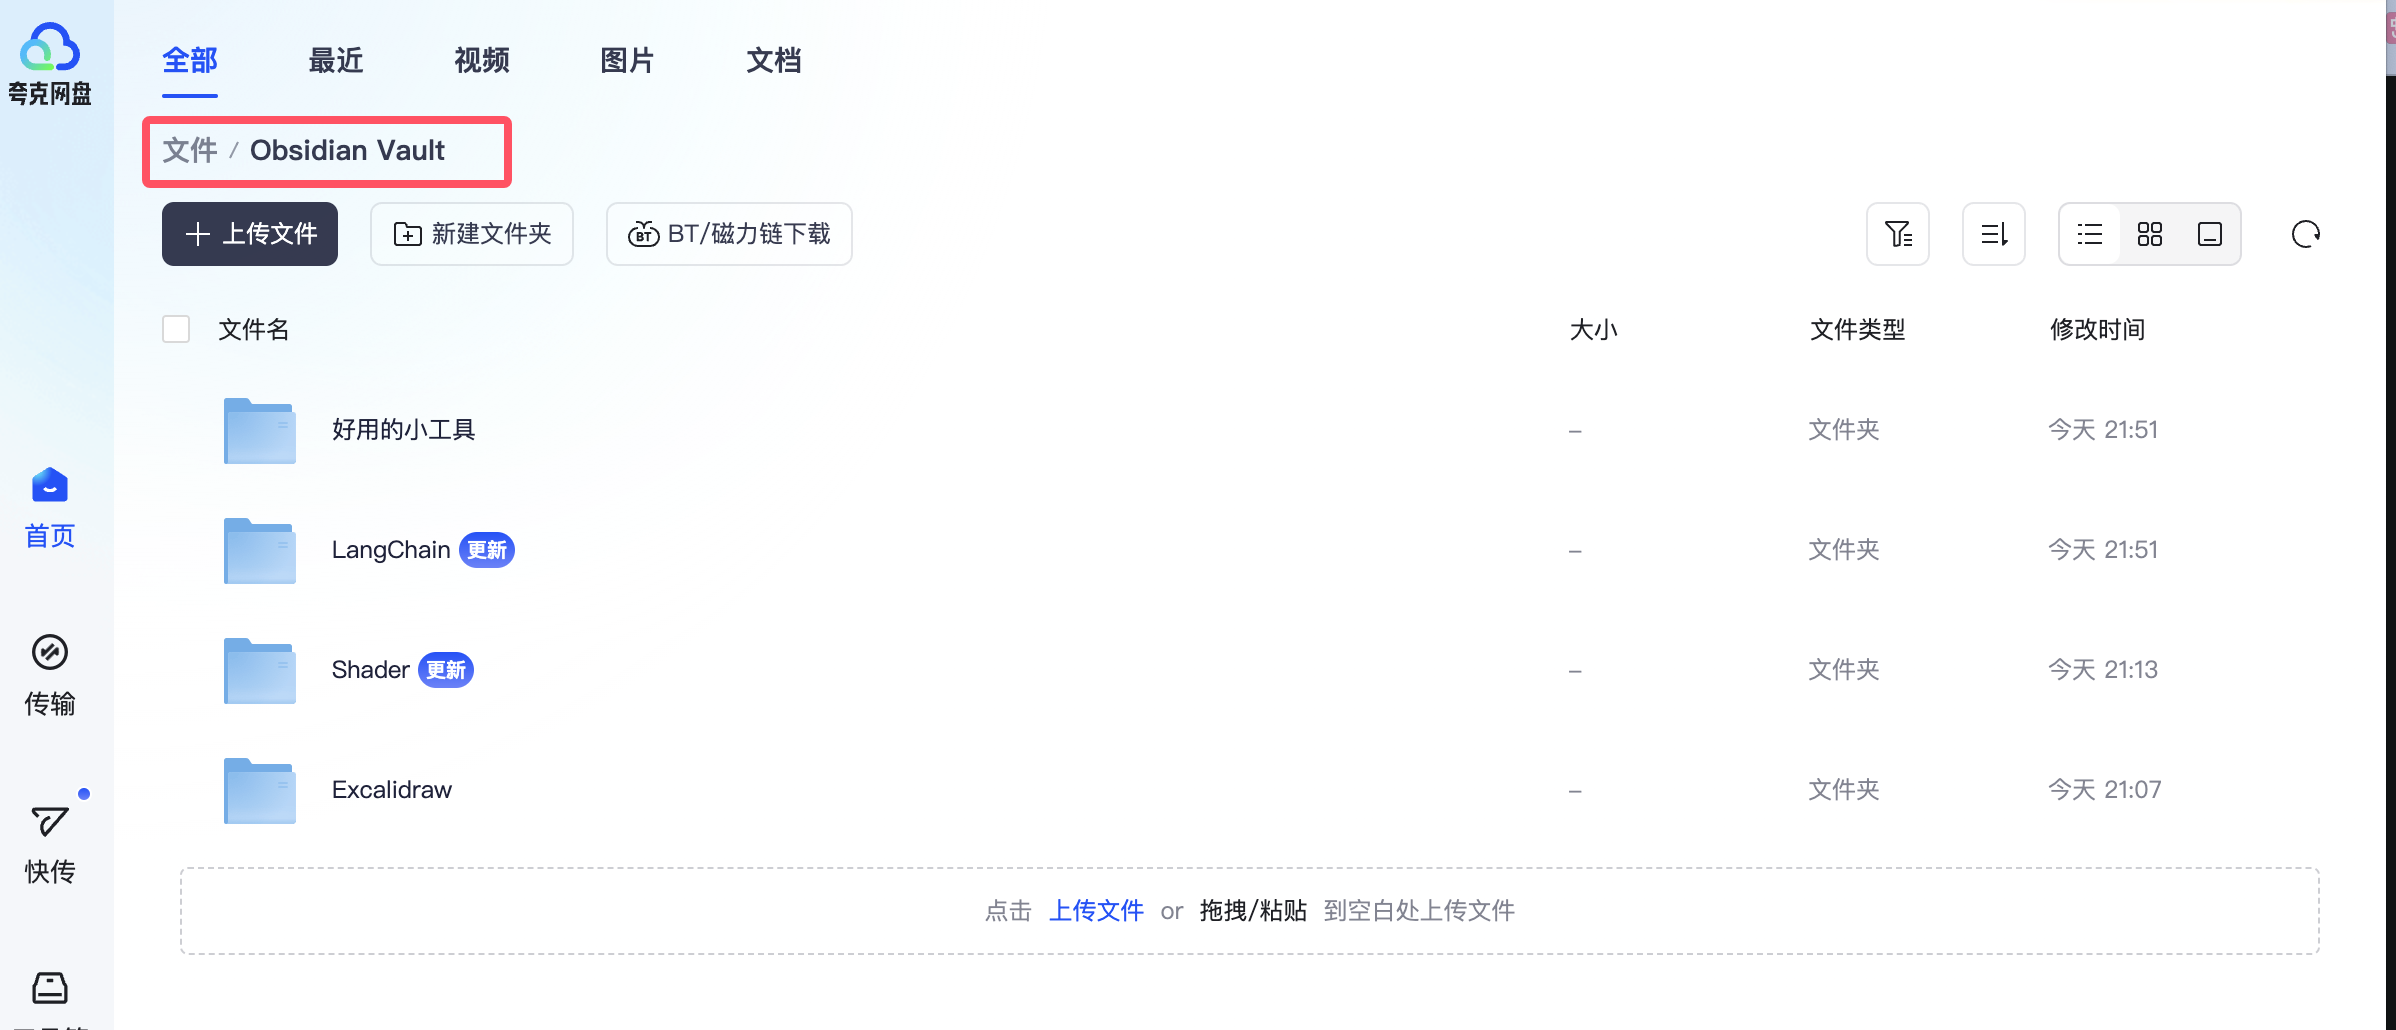 夸克网盘
全部 最近 视频 图片 文档
文件 / Obsidian Vault
上传文件 新建文件夹 BT BT/磁力链下载
文件名 大小 文件类型 修改时间
好用的小工具 – 文件夹 今天 21:51
LangChain 更新 – 文件夹 今天 21:51
Shader 更新 – 文件夹 今天 21:13
Excalidraw – 文件夹 今天 21:07
点击 上传文件 or 拖拽/粘贴 到空白处上传文件
首页
传输
快传